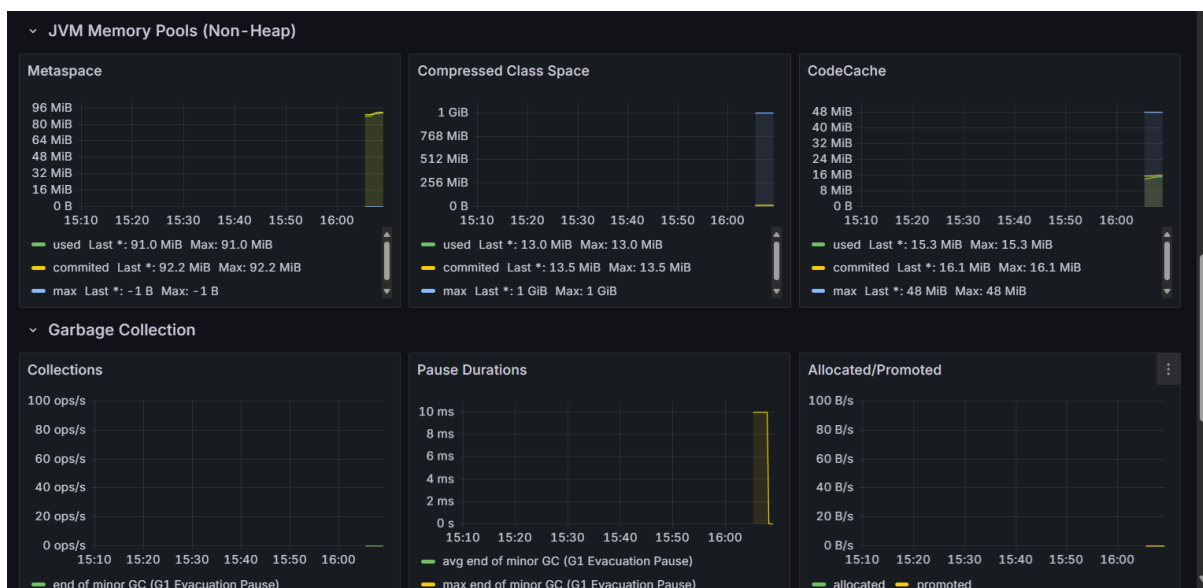 JVM Memory Pools (Non-Heap)
Metaspace
96 MiB
80 MiB
64 MiB
48 MiB
32 MiB
16 MiB
0 B
15:10 15:20 15:30 15:40 15:50 16:00
used Last *: 91.0 MiB Max: 91.0 MiB
commited Last *: 92.2 MiB Max: 92.2 MiB
max Last *: -1 B Max: -1 B
Compressed Class Space
1 GiB
768 MiB
512 MiB
256 MiB
0 B
15:10 15:20 15:30 15:40 15:50 16:00
used Last *: 13.0 MiB Max: 13.0 MiB
commited Last *: 13.5 MiB Max: 13.5 MiB
max Last *: 1 GiB Max: 1 GiB
CodeCache
48 MiB
40 MiB
32 MiB
24 MiB
16 MiB
8 MiB
0 B
15:10 15:20 15:30 15:40 15:50 16:00
used Last *: 15.3 MiB Max: 15.3 MiB
commited Last *: 16.1 MiB Max: 16.1 MiB
max Last *: 48 MiB Max: 48 MiB
Garbage Collection
Collections
100 ops/s
80 ops/s
60 ops/s
40 ops/s
20 ops/s
0 ops/s
15:10 15:20 15:30 15:40 15:50 16:00
end of minor GC (G1 Evacuation Pause)
Pause Durations
10 ms
8 ms
6 ms
4 ms
2 ms
0 s
15:10 15:20 15:30 15:40 15:50 16:00
avg end of minor GC (G1 Evacuation Pause)
max end of minor GC (G1 Evacuation Pause)
Allocated/Promoted
100 B/s
80 B/s
60 B/s
40 B/s
20 B/s
0 B/s
15:10 15:20 15:30 15:40 15:50 16:00
allocated promoted